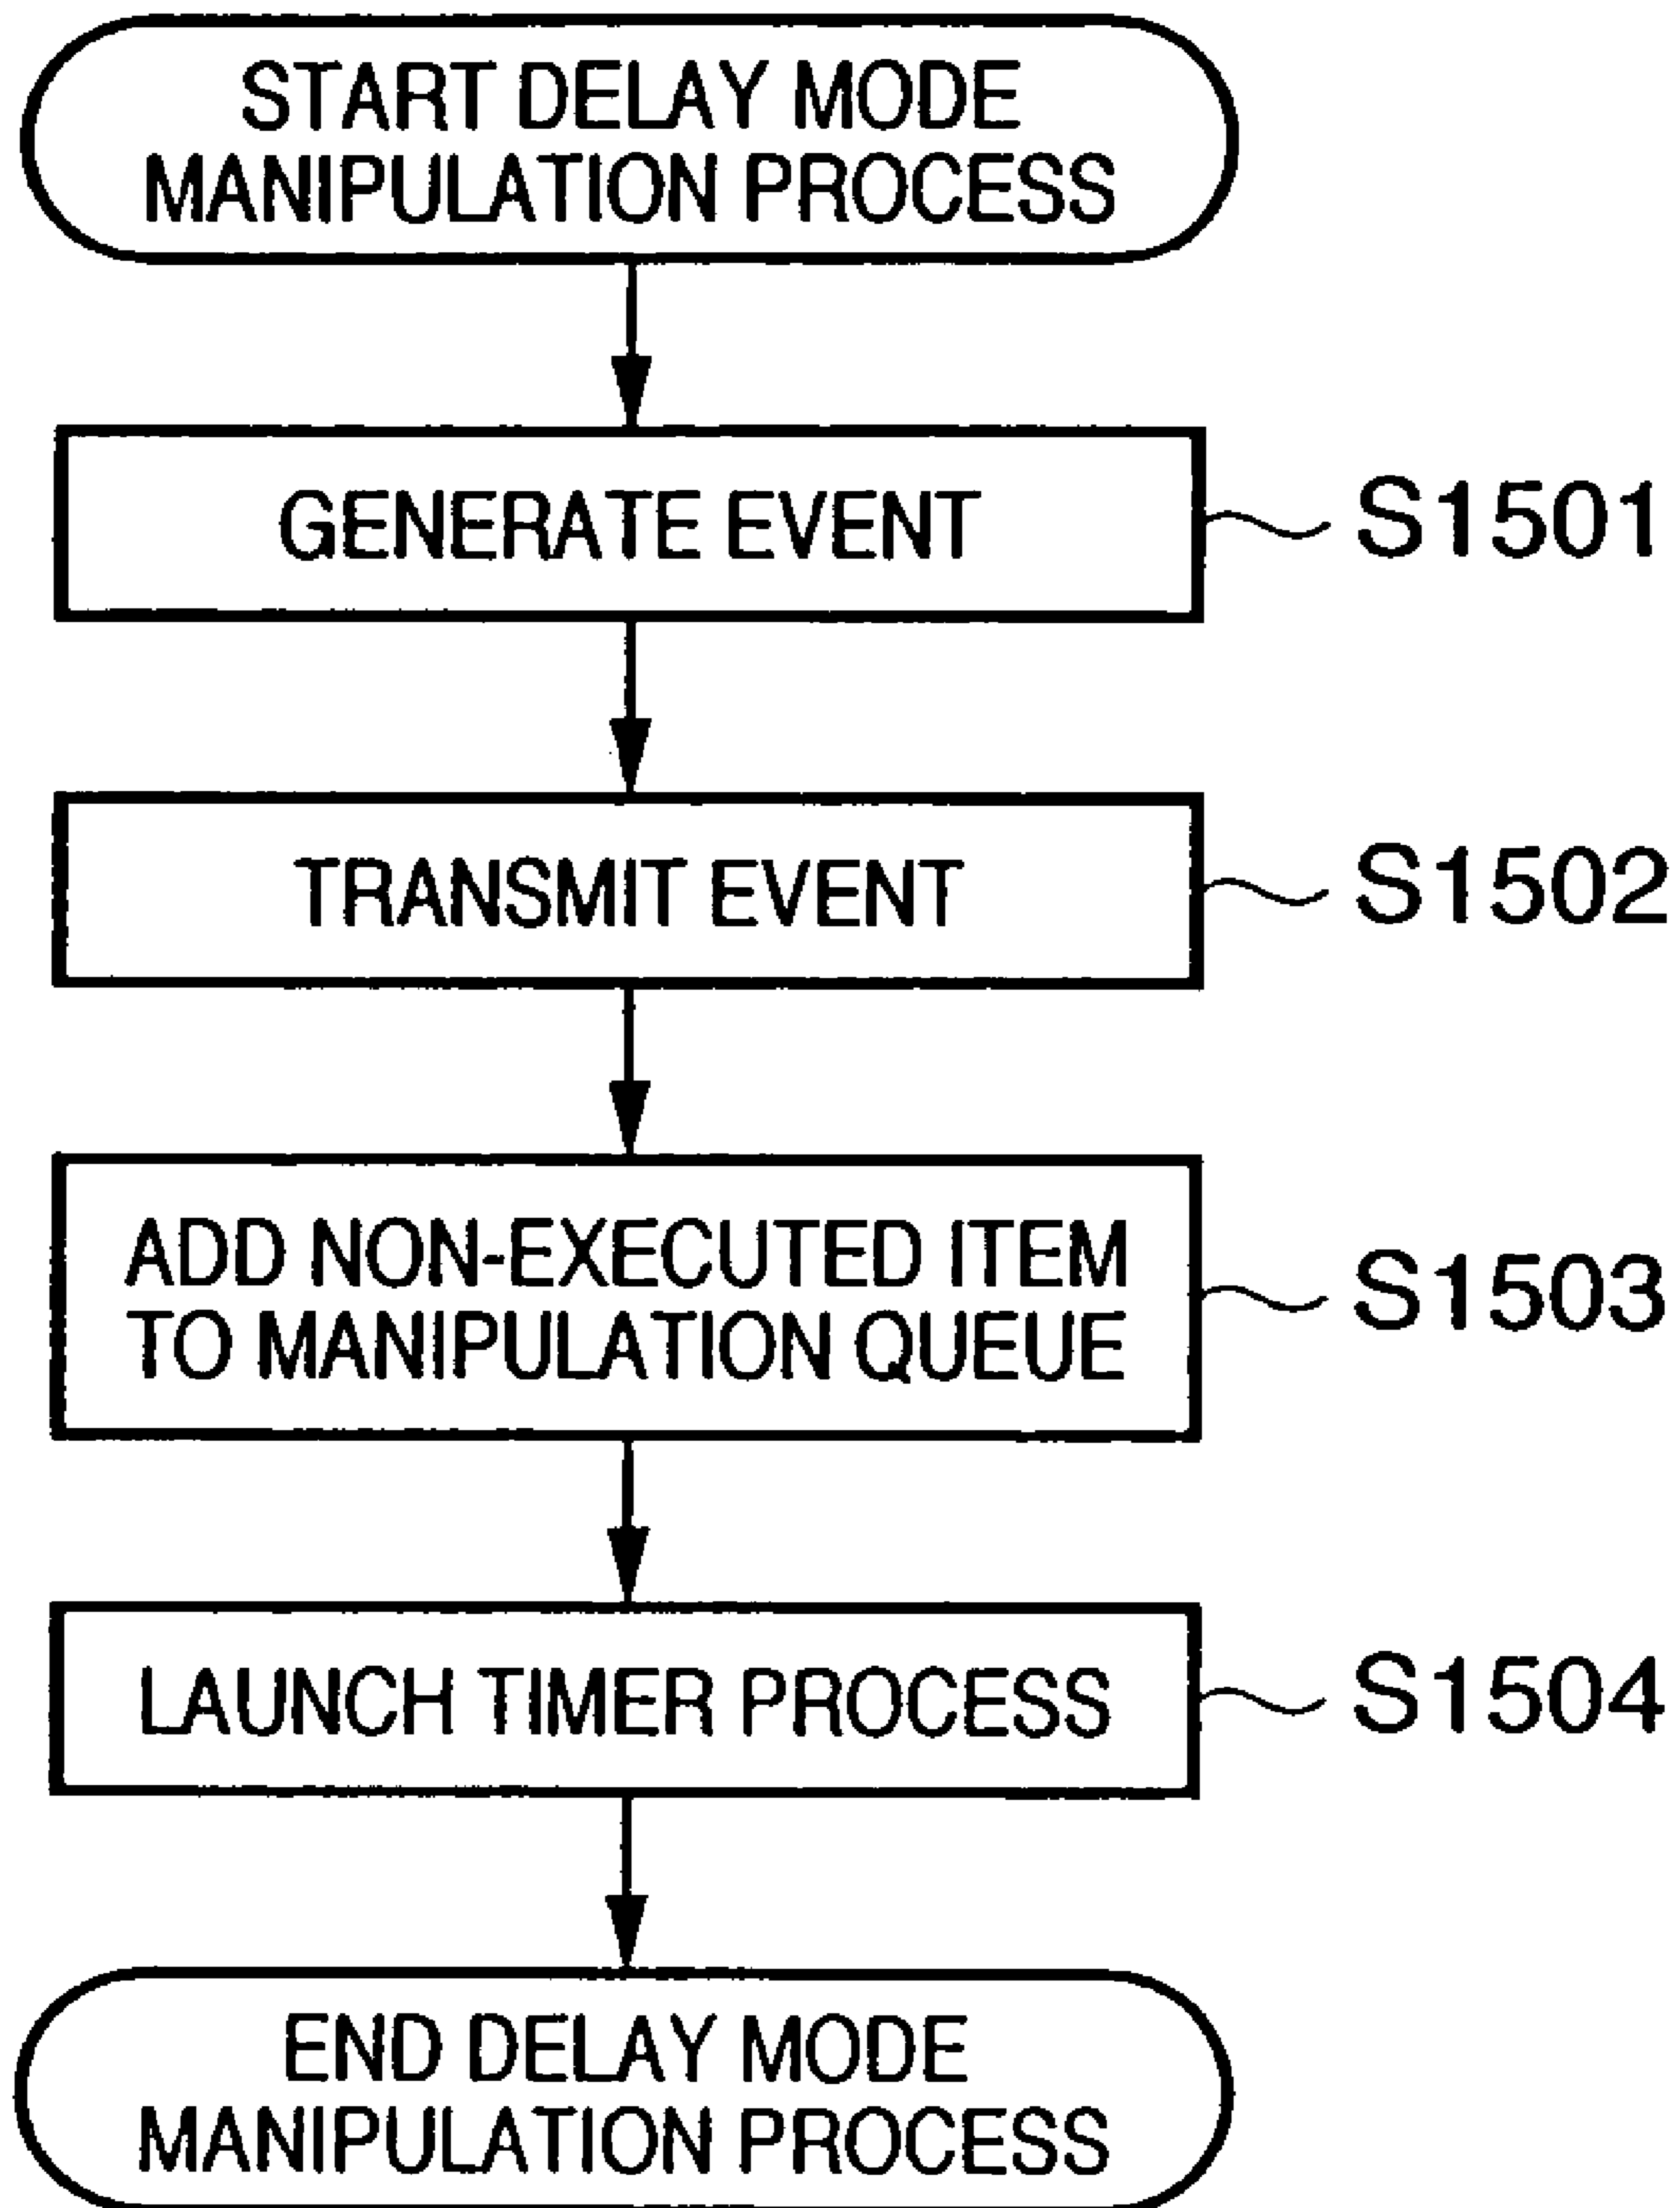 START DELAY MODE
MANIPULATION PROCESS
GENERATE EVENT
S1501
TRANSMIT EVENT
S1502
ADD NON-EXECUTED ITEM
TO MANIPULATION QUEUE
S1503
LAUNCH TIMER PROCESS
S1504
END DELAY MODE
MANIPULATION PROCESS